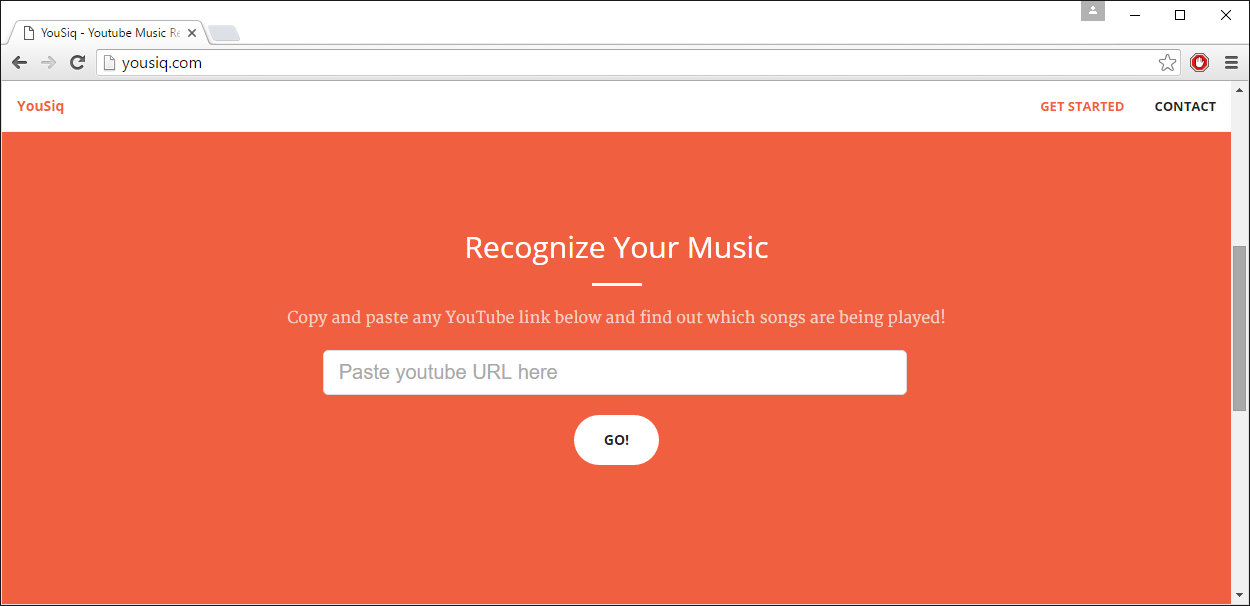 YouSiq - Youtube Music Re
yousiq.com
YouSiq
GET STARTED
CONTACT
Recognize Your Music
Copy and paste any YouTube link below and find out which songs are being played!
Paste youtube URL here
GO!